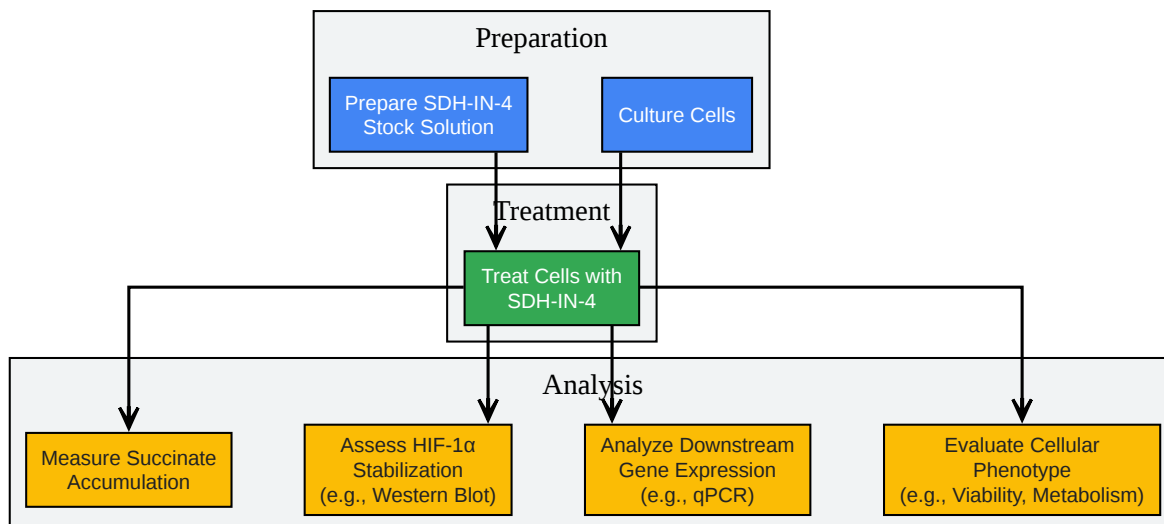 Preparation
Prepare SDH-IN-4
Stock Solution
Culture Cells
Treatment
Treat Cells with
SDH-IN-4
Analysis
Measure Succinate
Accumulation
Assess HIF-1α
Stabilization
(e.g., Western Blot)
Analyze Downstream
Gene Expression
(e.g., qPCR)
Evaluate Cellular
Phenotype
(e.g., Viability, Metabolism)